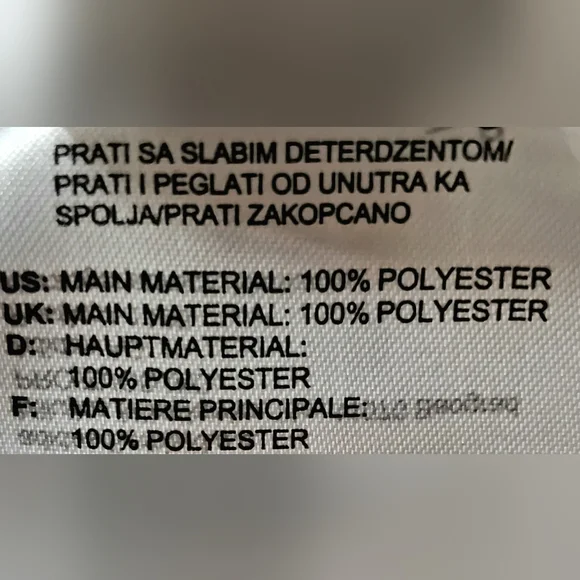 PRATI SA SLABIM DETERDZENTOM/
PRATI I PEGLATI OD UNUTRA KA
SPOLJA/PRATI ZAKOPCANO
US: MAIN MATERIAL: 100% POLYESTER
UK: MAIN MATERIAL: 100% POLYESTER
D: HAUPTMATERIAL:
100% POLYESTER
F: MATIERE PRINCIPALE:
100% POLYESTER